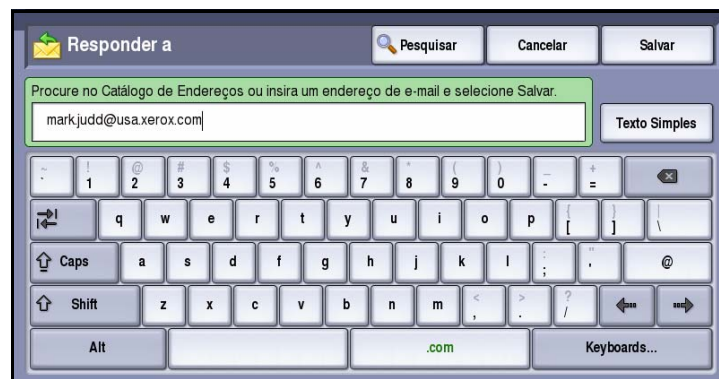 Responder a
Pesquisar
Cancelar
Salvar
Procure no Catálogo de Endereços ou insira um endereço de e-mail e selecione Salvar.
mark.judd@usa.xerox.com
Texto Simples
~ ! @ # $ % ^ & * ( ) _ +
1 2 3 4 5 6 7 8 9 0 - =
q w e r t y u i o p { [ } ] | \
Caps a s d f g h j k l : ; " ' @
Shift z x c v b n m < , > . ? /
Alt .com Keyboards...